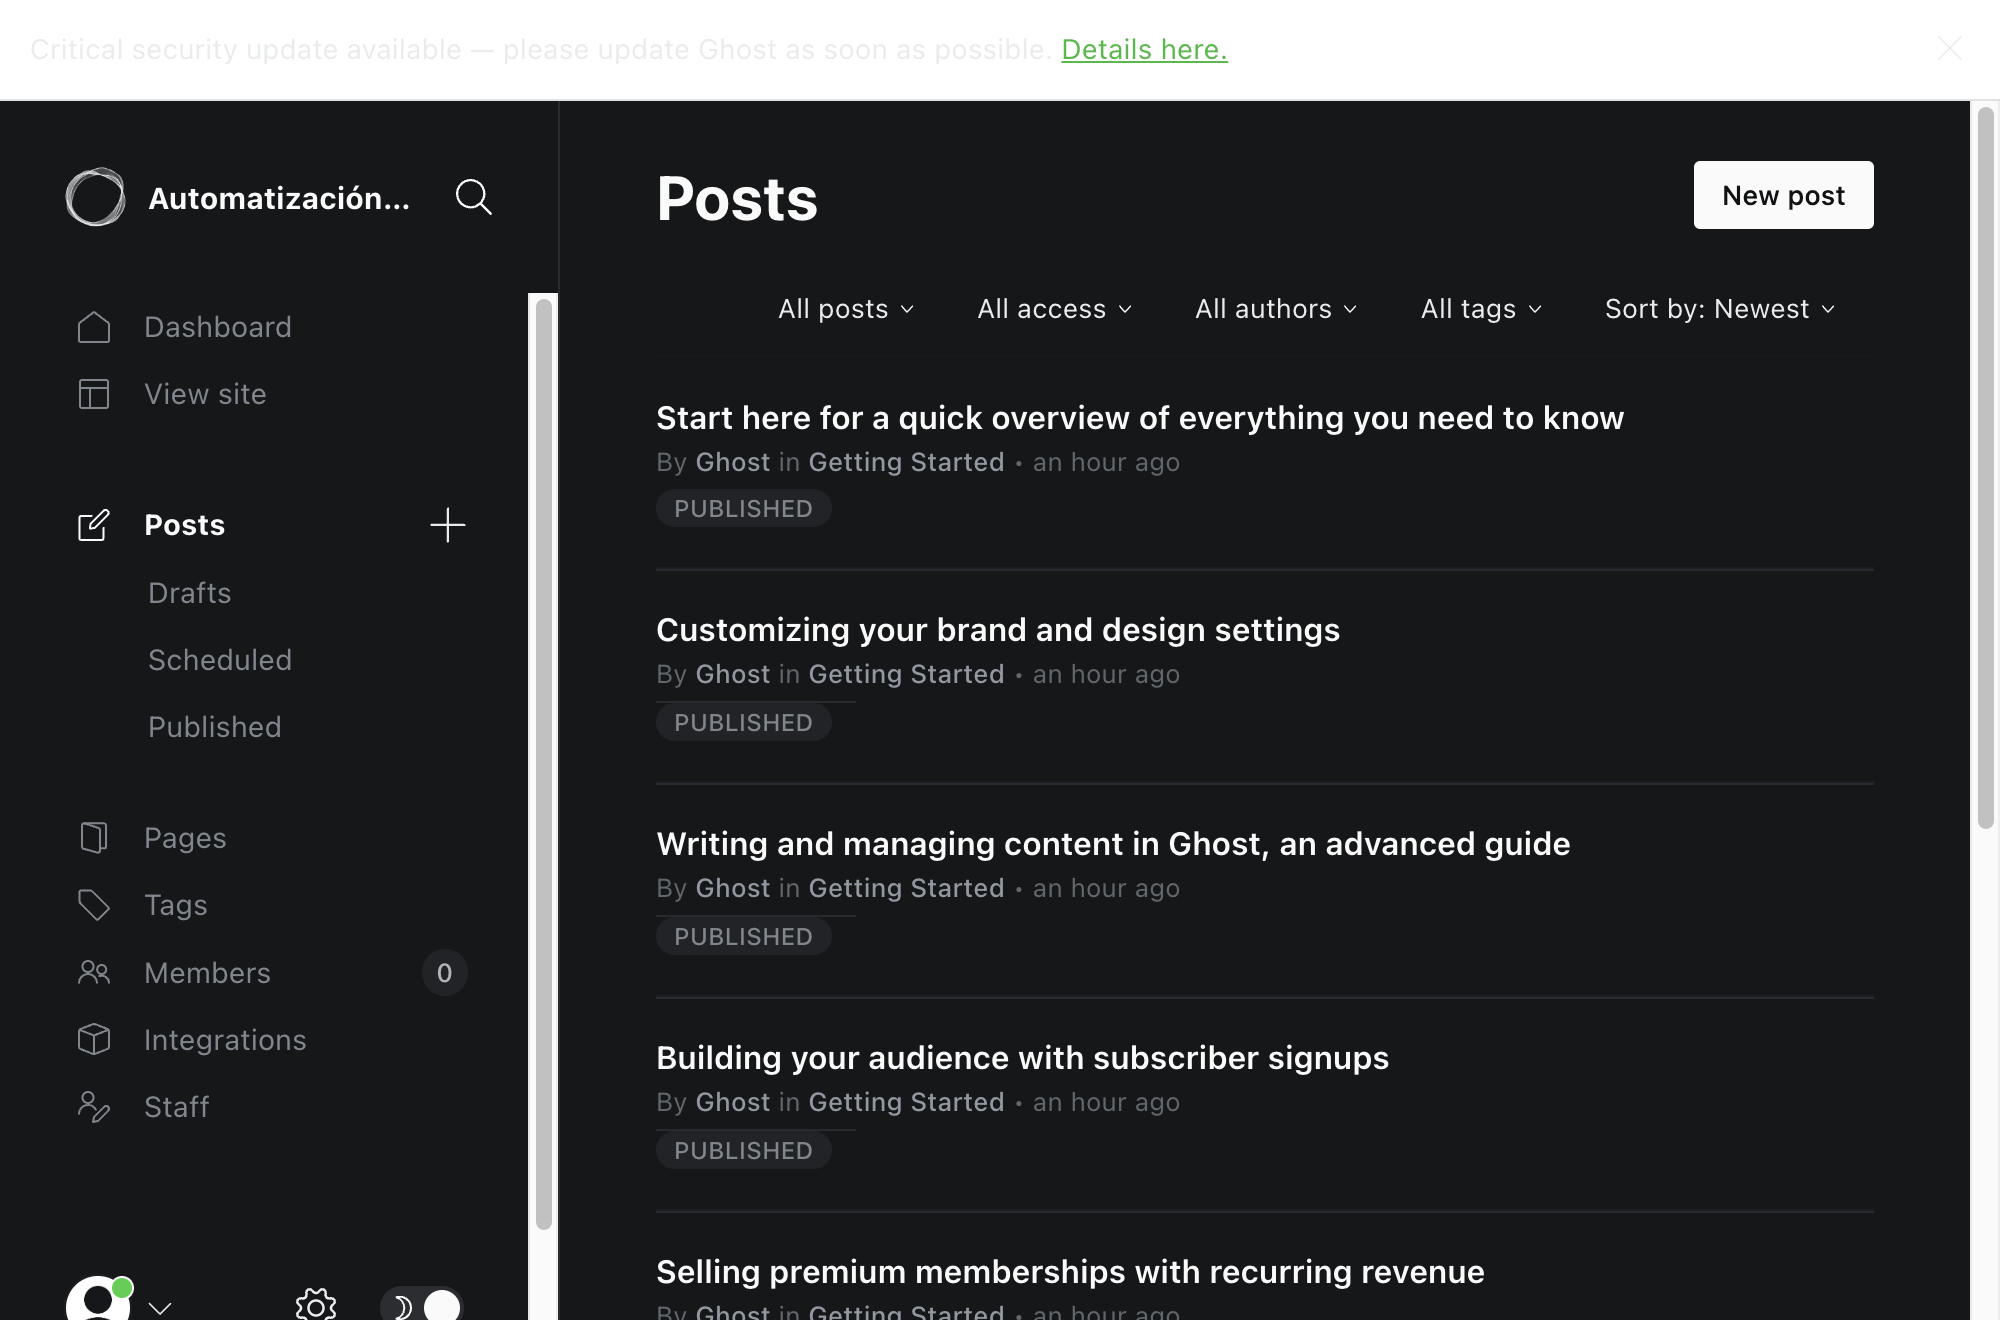 Critical security update available — please update Ghost as soon as possible. Details here.
Automatización...
Dashboard
View site
Posts
Drafts
Scheduled
Published
Pages
Tags
Members 0
Integrations
Staff
Posts
New post
All posts All access All authors All tags Sort by: Newest
Start here for a quick overview of everything you need to know
By Ghost in Getting Started • an hour ago
PUBLISHED
Customizing your brand and design settings
By Ghost in Getting Started • an hour ago
PUBLISHED
Writing and managing content in Ghost, an advanced guide
By Ghost in Getting Started • an hour ago
PUBLISHED
Building your audience with subscriber signups
By Ghost in Getting Started • an hour ago
PUBLISHED
Selling premium memberships with recurring revenue
By Ghost in Getting Started • an hour ago